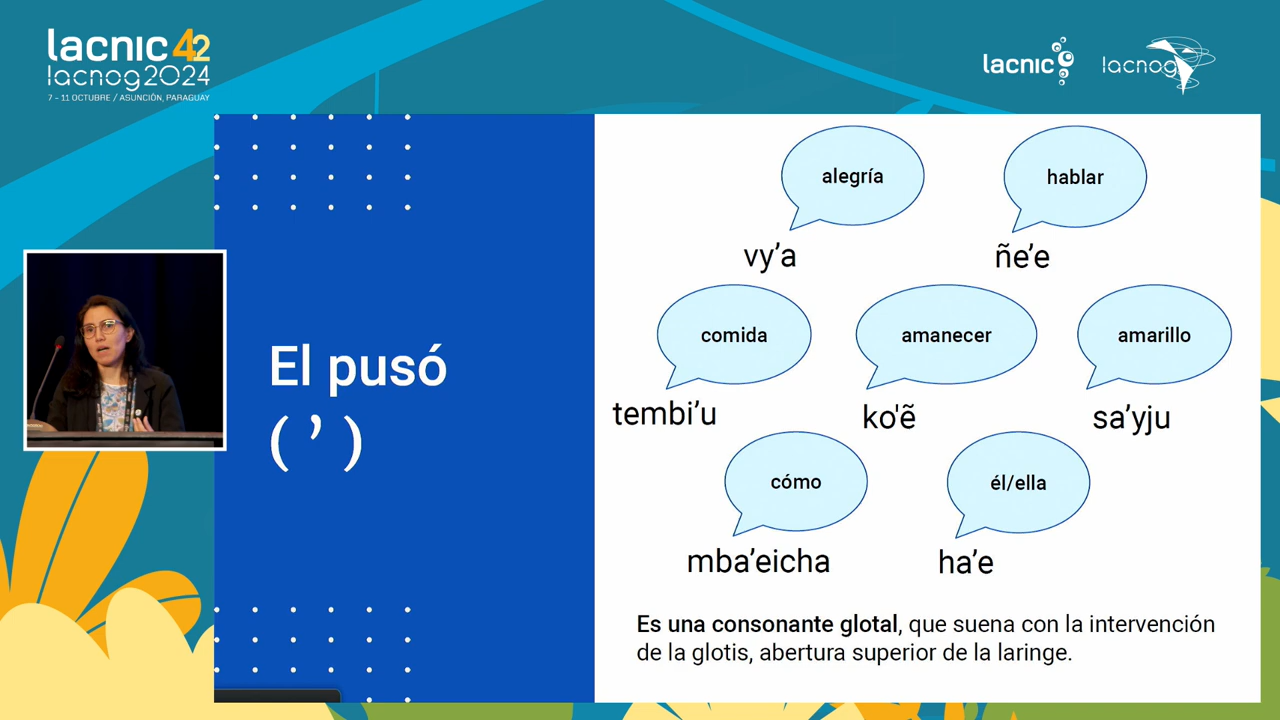 lacnic 42
lacnog2024
7 - 11 OCTUBRE / ASUNCIÓN, PARAGUAY
lacnic
lacnog
El pusó
( ’ )
alegría
hablar
vy’a
ñe’e
comida
amanecer
amarillo
tembi’u
ko'ẽ
sa’yju
cómo
él/ella
mba’eicha
ha’e
Es una consonante glotal, que suena con la intervención
de la glotis, abertura superior de la laringe.